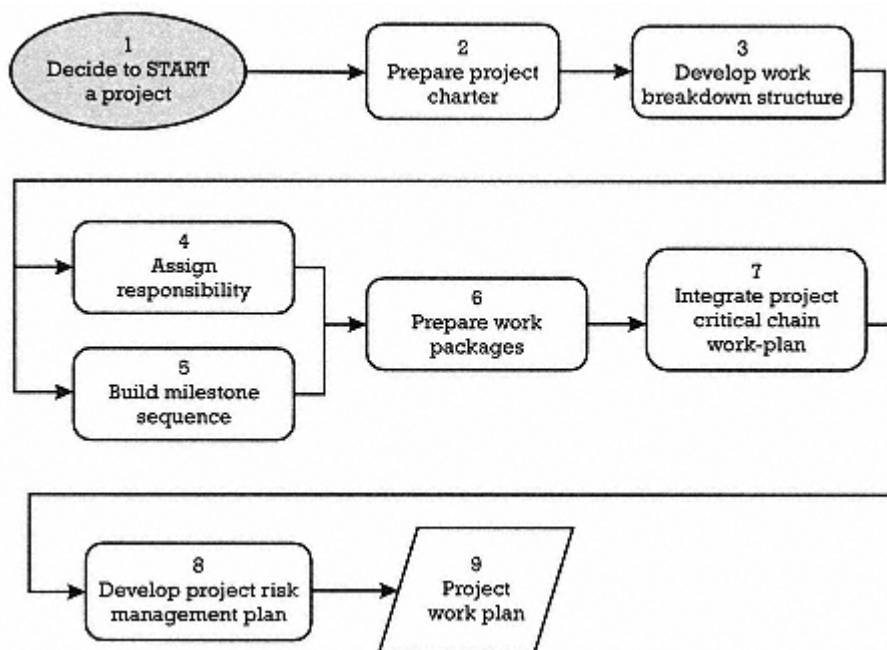 1
Decide to START
a project
2
Prepare project
charter
3
Develop work
breakdown structure
4
Assign
responsibility
5
Build milestone
sequence
6
Prepare work
packages
7
Integrate project
critical chain
work-plan
8
Develop project risk
management plan
9
Project
work plan